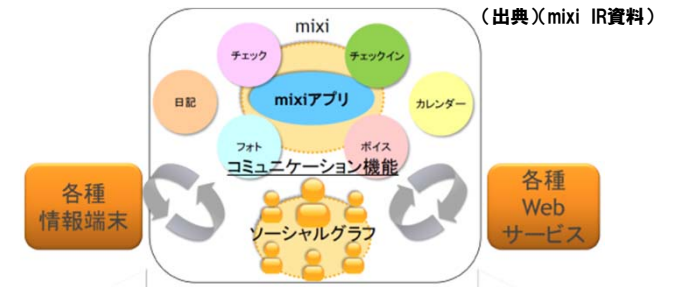 (出典)(mixi IR資料)
mixi
チェック
チェックイン
日記
mixiアプリ
カレンダー
フォト
ボイス
コミュニケーション機能
各種
情報端末
各種
Web
サービス
ソーシャルグラフ